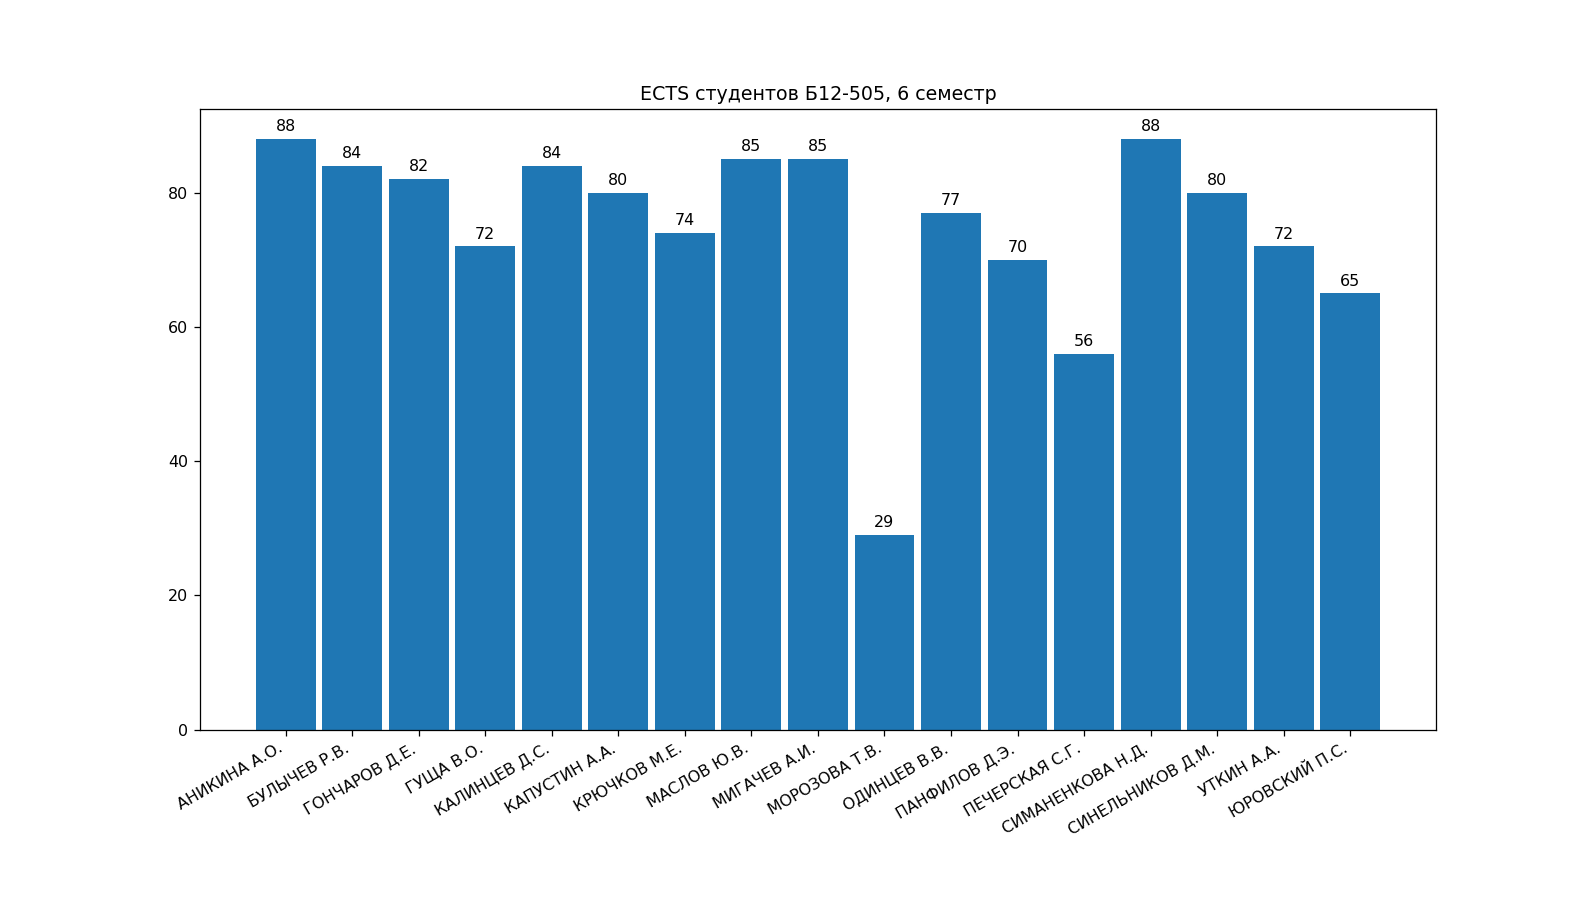 ECTS студентов Б12-505, 6 семестр
88
84
82
72
84
80
74
85
85
29
77
70
56
88
80
72
65
80
60
40
20
0
АНИКИНА А.О.
БУЛЫЧЕВ Р.В.
ГОНЧАРОВ Д.Е.
ГУЩА В.О.
КАЛИНЦЕВ Д.С.
КАПУСТИН А.А.
КРЮЧКОВ М.Е.
МАСЛОВ Ю.В.
МИГАЧЕВ А.И.
МОРОЗОВА Т.В.
ОДИНЦЕВ В.В.
ПАНФИЛОВ Д.Э.
ПЕЧЕРСКАЯ С.Г.
СИМАНЕНКОВА Н.Д.
СИНЕЛЬНИКОВ Д.М.
УТКИН А.А.
ЮРОВСКИЙ П.С.